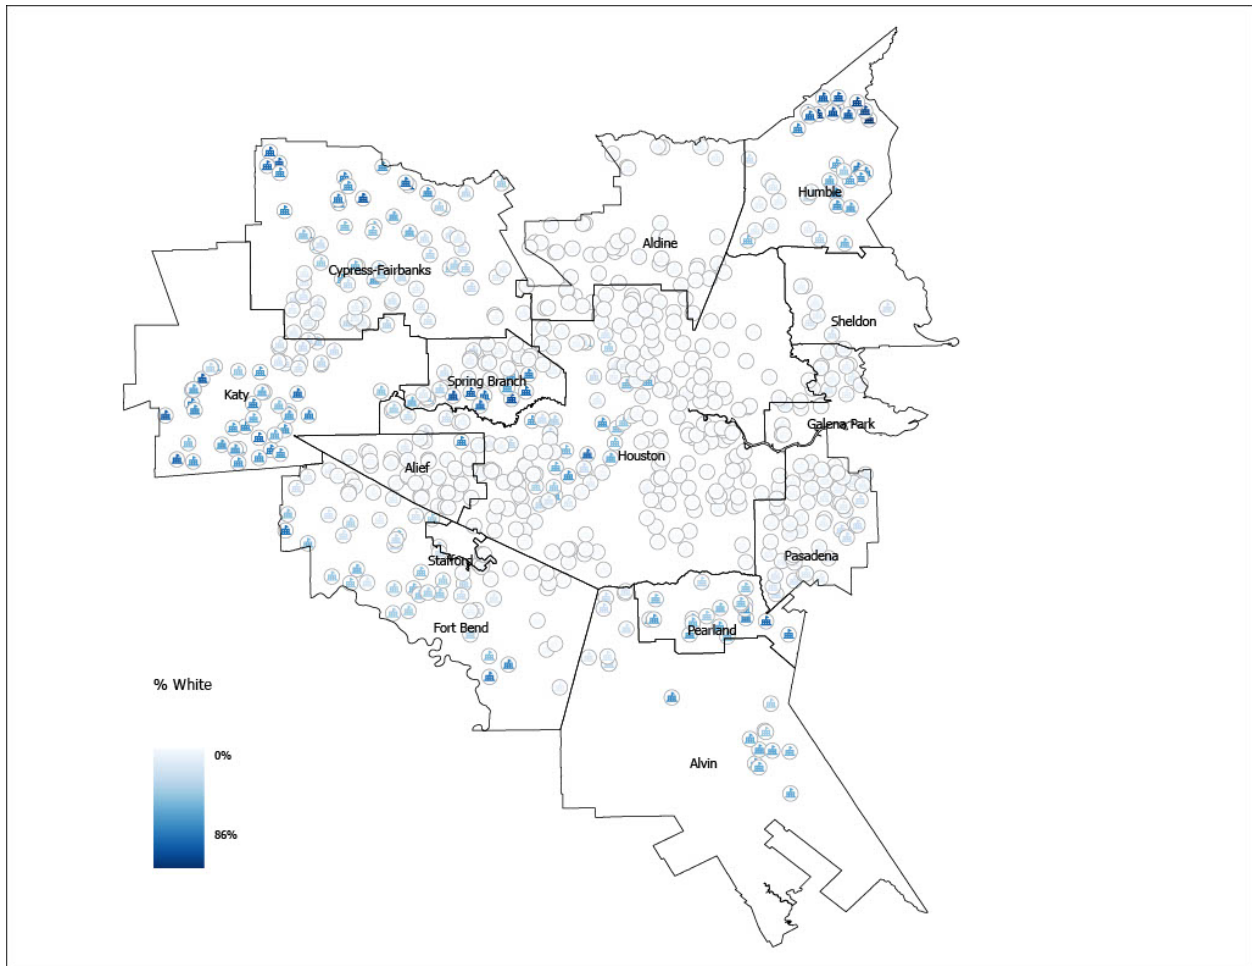 Humble
Aldine
Cypress-Fairbanks
Sheldon
Spring Branch
Katy
Galena Park
Houston
Alief
Pasadena
Stafford
Fort Bend
Pearland
% White
0%
Alvin
86%